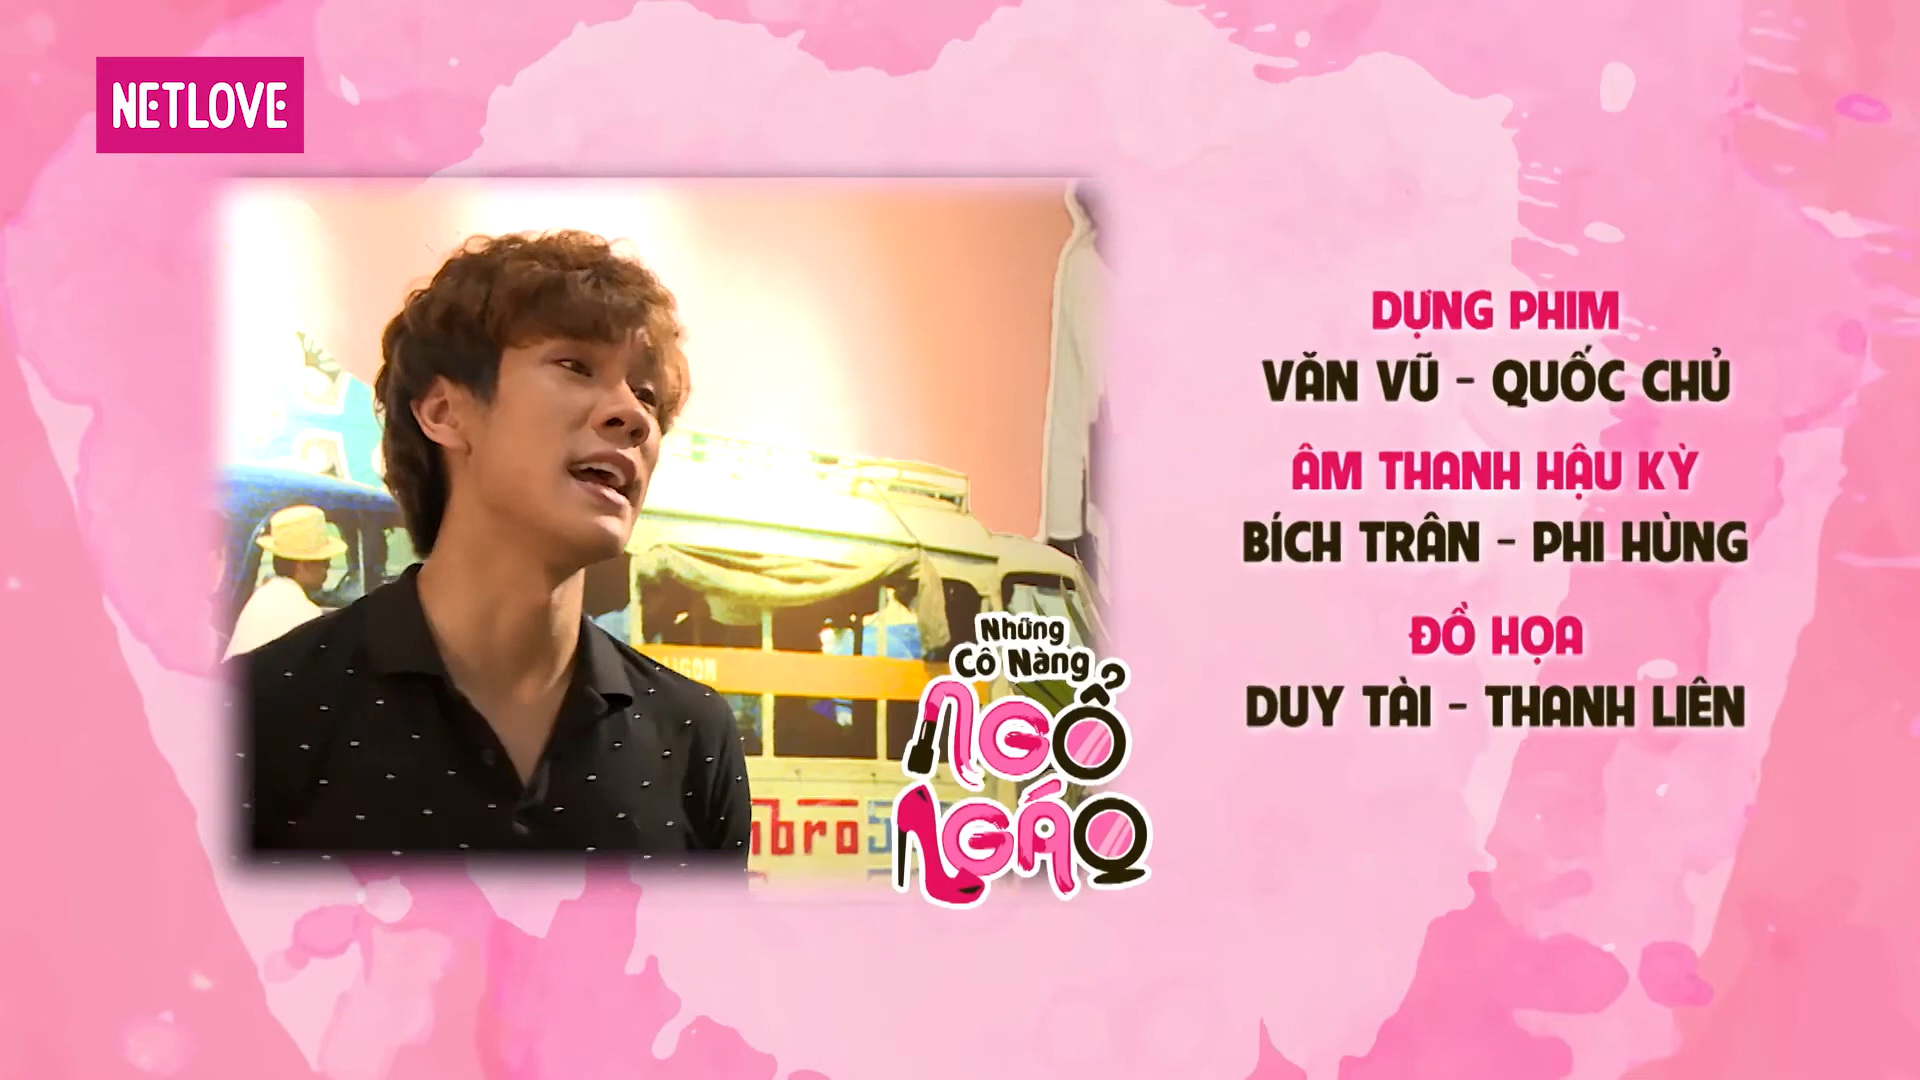 NETLOVE
DỰNG PHIM
VĂN VŨ - QUỐC CHỦ
ÂM THANH HẬU KỲ
BÍCH TRÂN - PHI HÙNG
ĐỒ HỌA
DUY TÀI - THANH LIÊN
Những
Cô Nàng
NGỔ
NGÁO